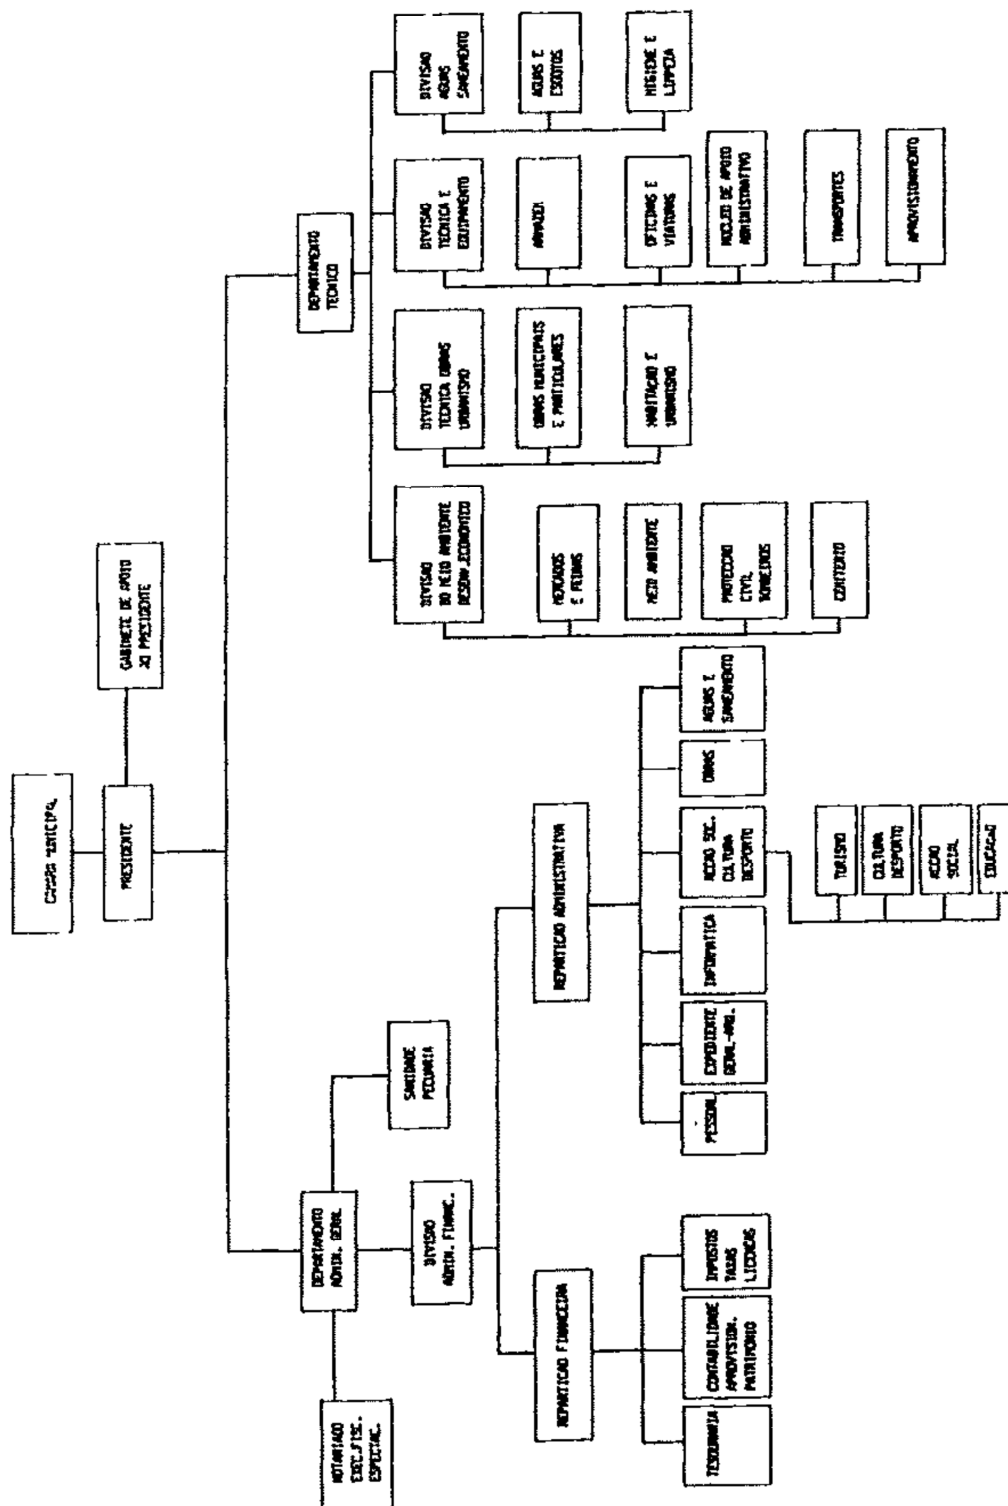 CAMARA MUNICIPAL
PRESIDENTE
GABINETE DE APOIO
AO PRESIDENTE
DEPARTAMENTO
ADMIN. GERAL
DEPARTAMENTO
TECNICO
NOTARIADO
EXEC.FISC.
ESPECTAC.
SANIDADE
PECUARIA
DIVISAO
ADMIN. FINANC.
REPARTICAO FINANCEIRA
REPARTICAO ADMINISTRATIVA
TESOURARIA
CONTABILIDADE
APROVISION.
PATRIMONIO
IMPOSTOS
TAXAS
LICENCAS
PESSOAL
EXPEDIENTE
GERAL-ARQ.
INFORMATICA
ACCAO SOC.
CULTURA
DESPORTO
OBRAS
AGUAS E
SANEAMENTO
TURISMO
CULTURA
DESPORTO
ACCAO
SOCIAL
EDUCACAO
DIVISAO
DO MEIO AMBIENTE
DESENV.ECONOMICO
MERCADOS
E FEIRAS
MEIO AMBIENTE
PROTECCAO
CIVIL
BOMBEIROS
CEMITERIO
DIVISAO
TECNICA OBRAS
URBANISMO
OBRAS MUNICIPAIS
E PARTICULARES
HABITACAO E
URBANISMO
DIVISAO
TECNICA E
EQUIPAMENTO
ARMAZEM
OFICINAS E
VIATURAS
NUCLEO DE APOIO
ADMINISTRATIVO
TRANSPORTES
APROVISIONAMENTO
DIVISAO
AGUAS
SANEAMENTO
AGUAS E
ESGOTOS
HIGIENE E
LIMPEZA